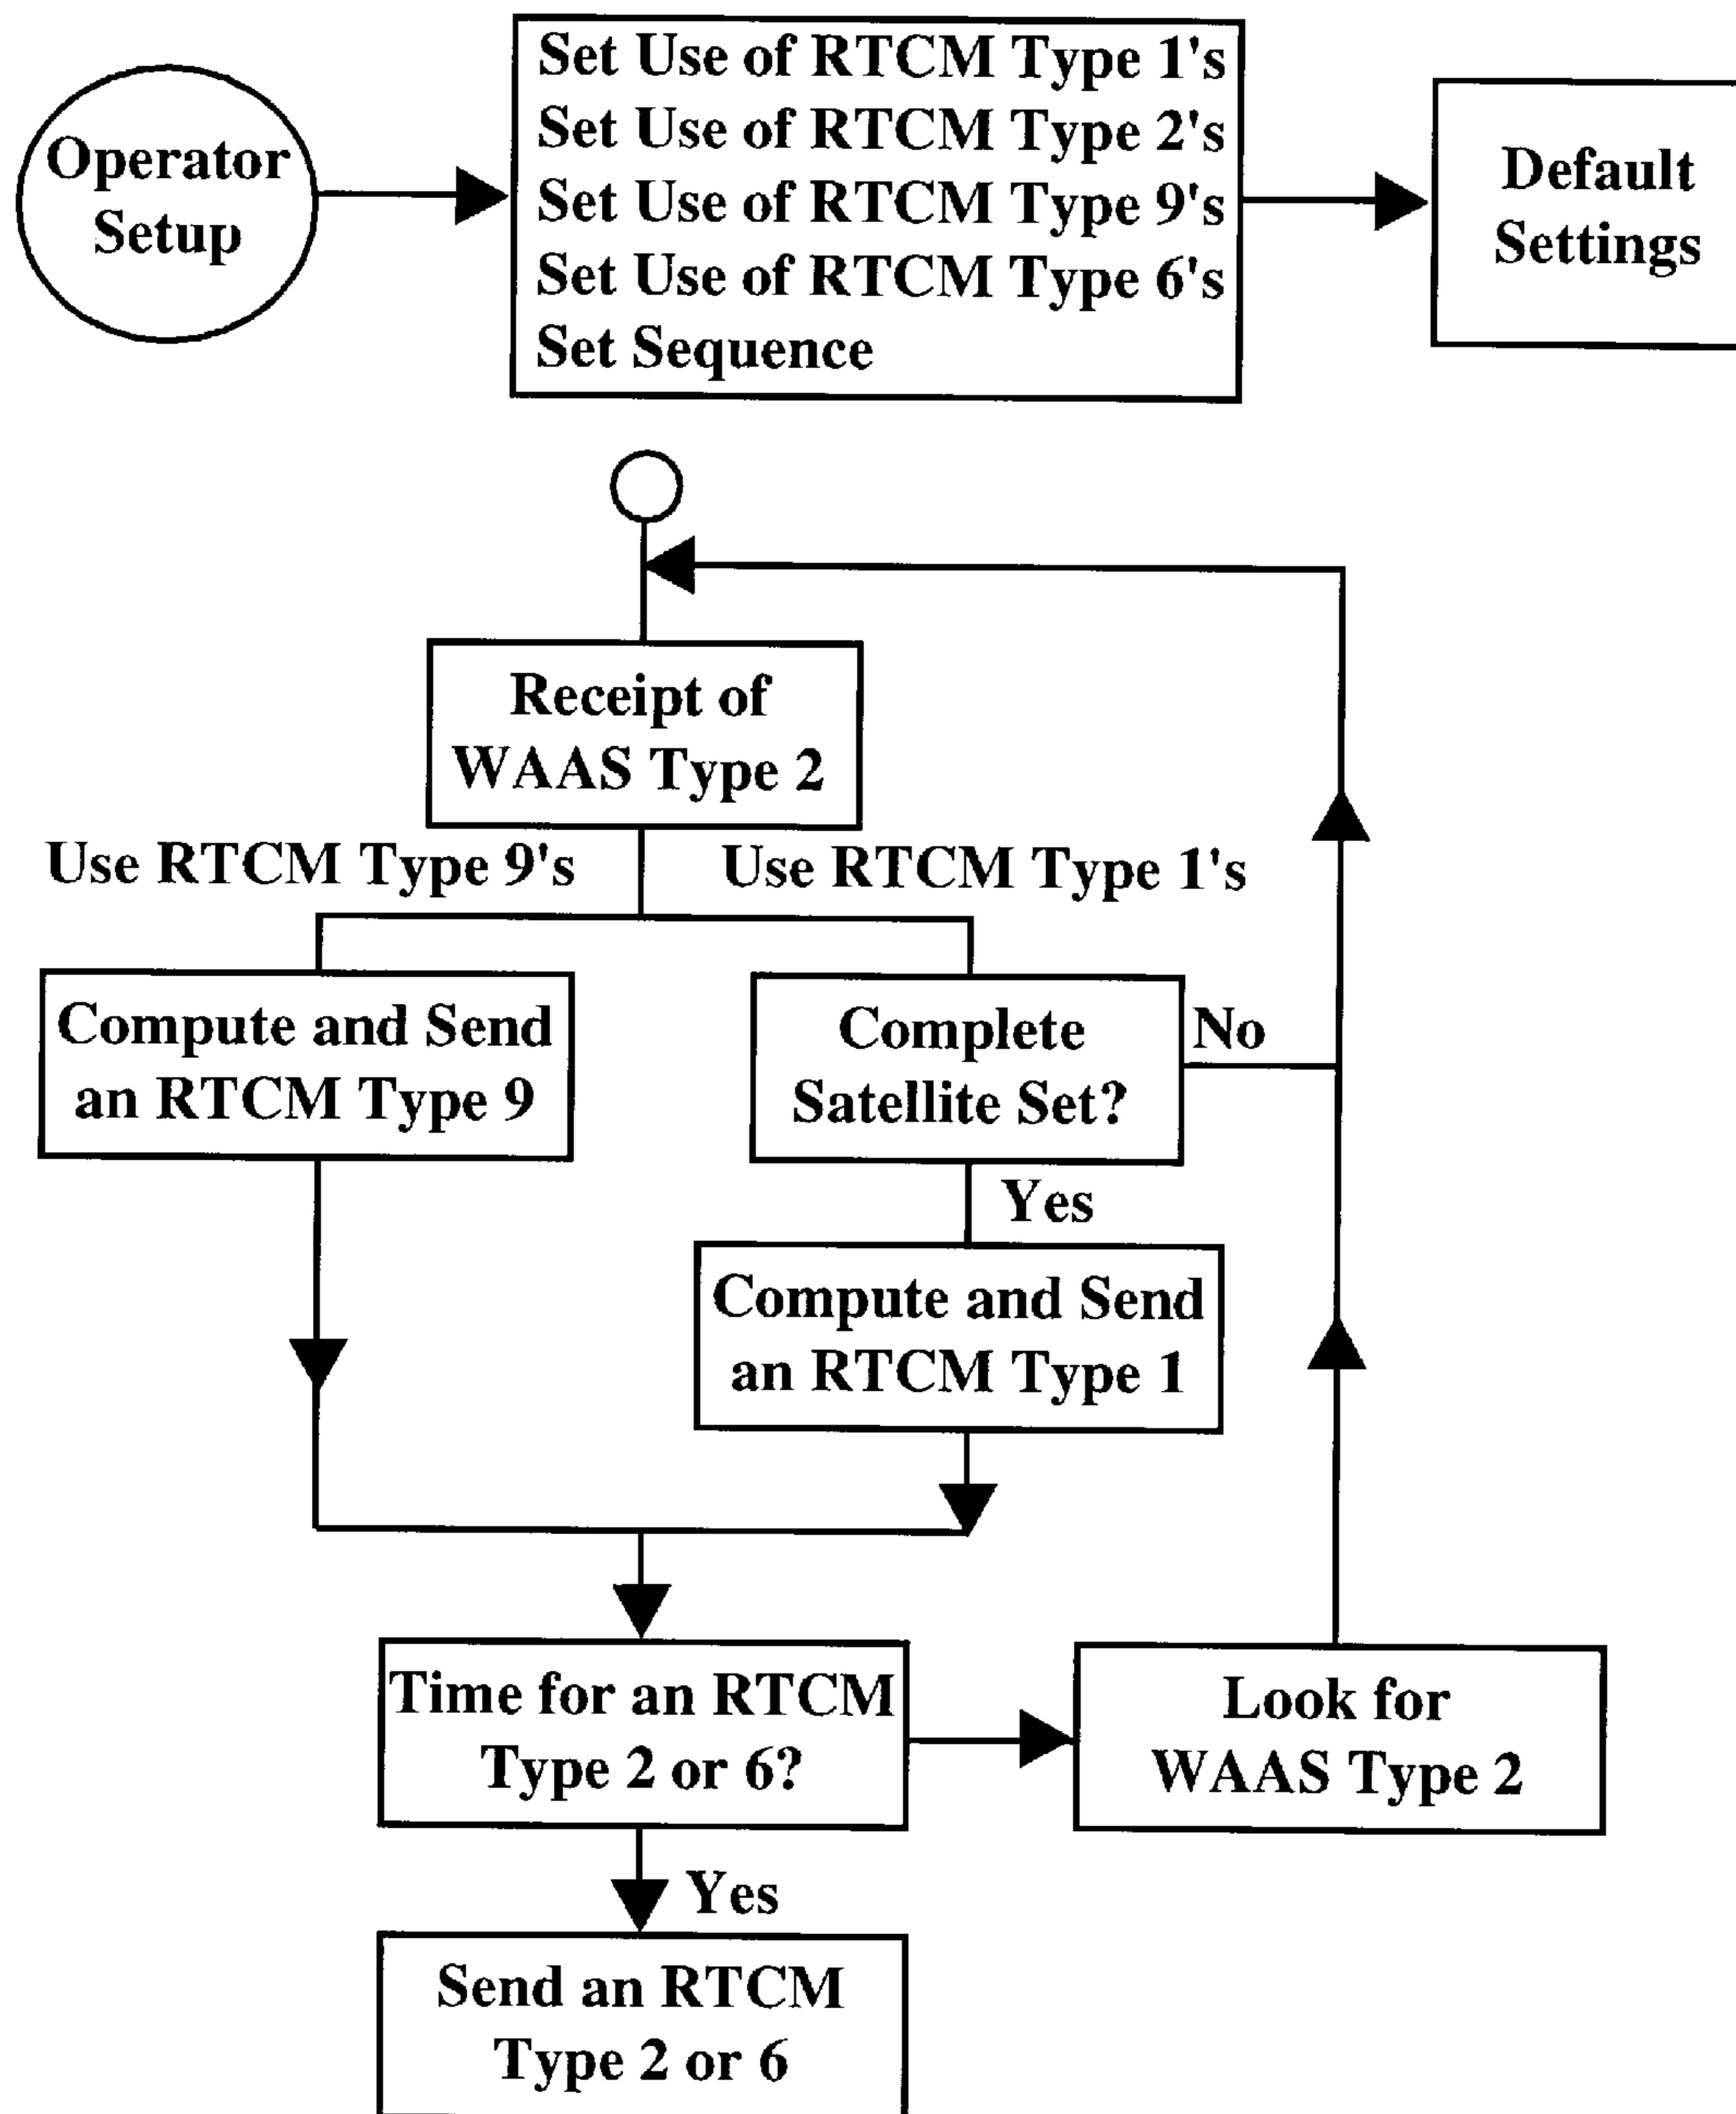 Operator
Setup
Set Use of RTCM Type 1's
Set Use of RTCM Type 2's
Set Use of RTCM Type 9's
Set Use of RTCM Type 6's
Set Sequence
Default
Settings
Receipt of
WAAS Type 2
Use RTCM Type 9's
Use RTCM Type 1's
Compute and Send
an RTCM Type 9
Complete
Satellite Set?
No
Yes
Compute and Send
an RTCM Type 1
Time for an RTCM
Type 2 or 6?
Look for
WAAS Type 2
Yes
Send an RTCM
Type 2 or 6